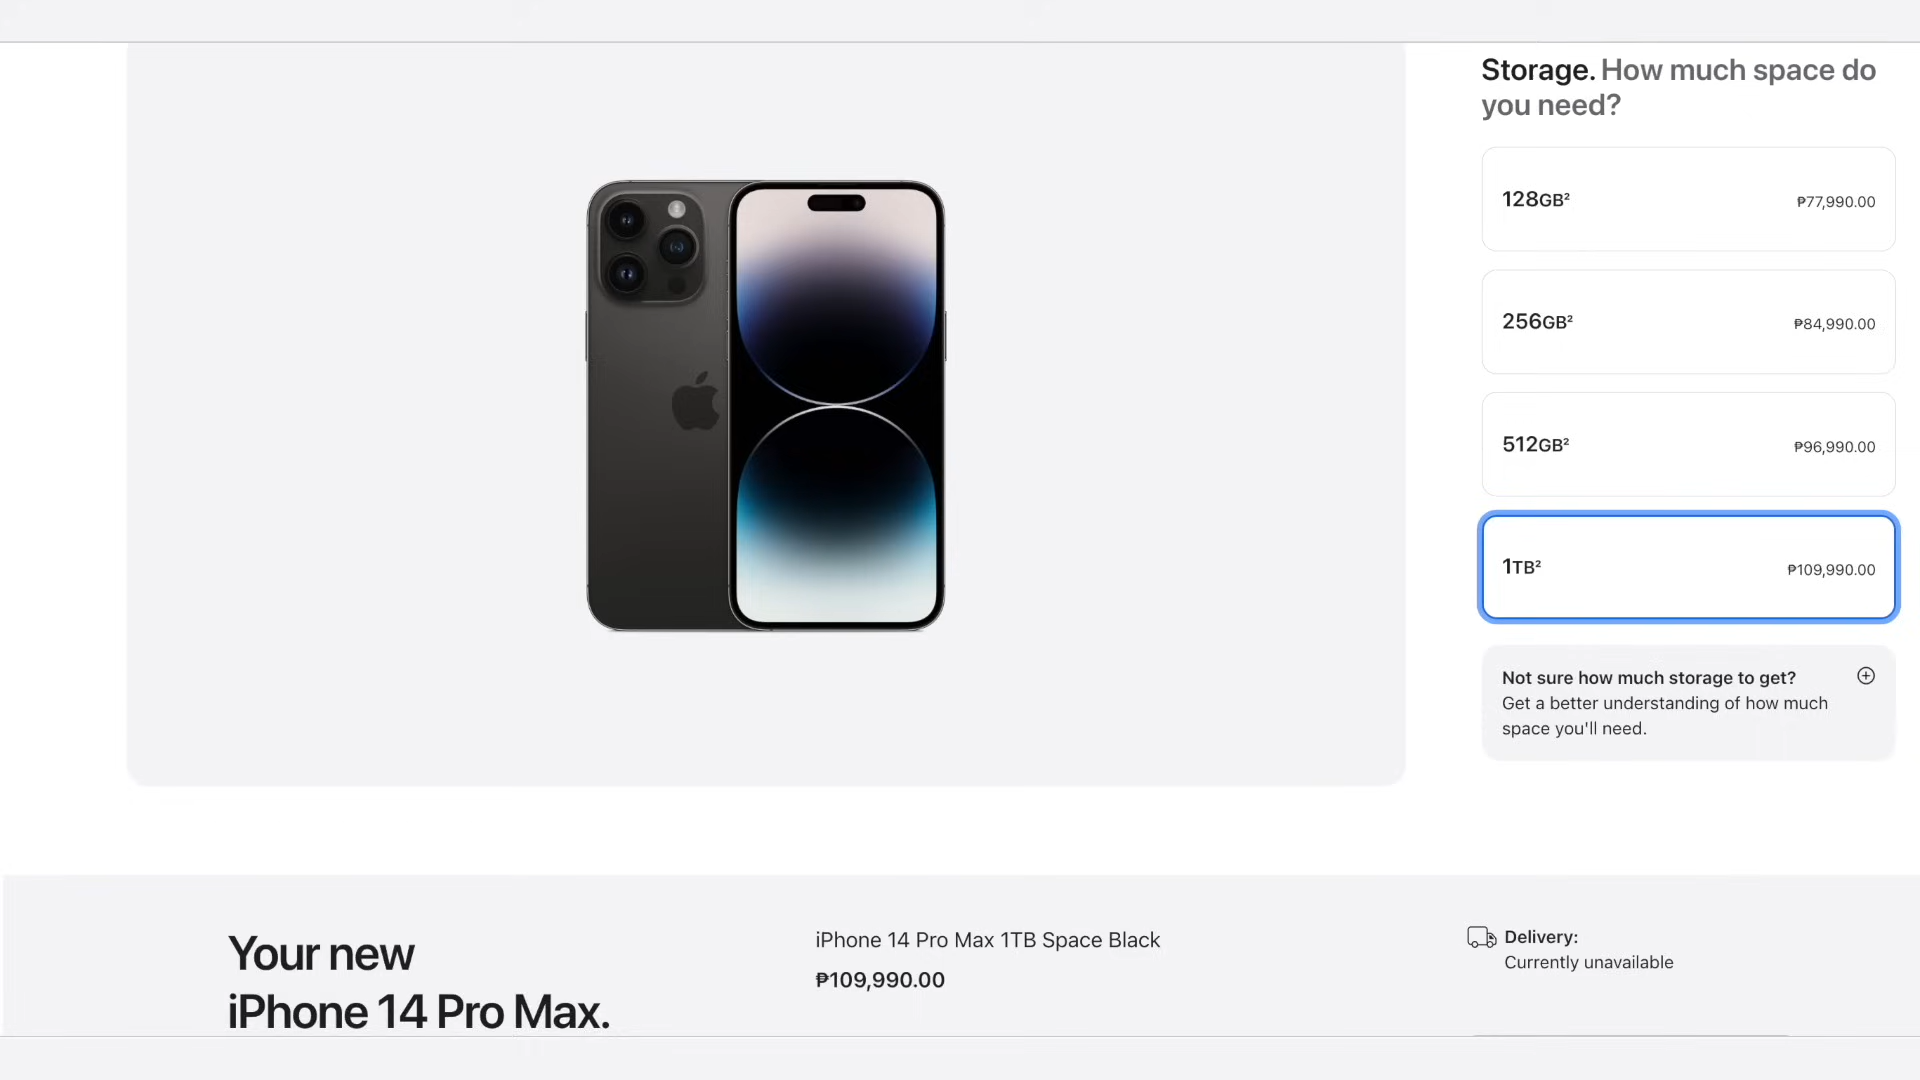 Storage. How much space do
you need?
128GB²
₱77,990.00
256GB²
₱84,990.00
512GB²
₱96,990.00
1TB²
₱109,990.00
Not sure how much storage to get?
Get a better understanding of how much
space you'll need.
Your new
iPhone 14 Pro Max.
iPhone 14 Pro Max 1TB Space Black
₱109,990.00
Delivery:
Currently unavailable